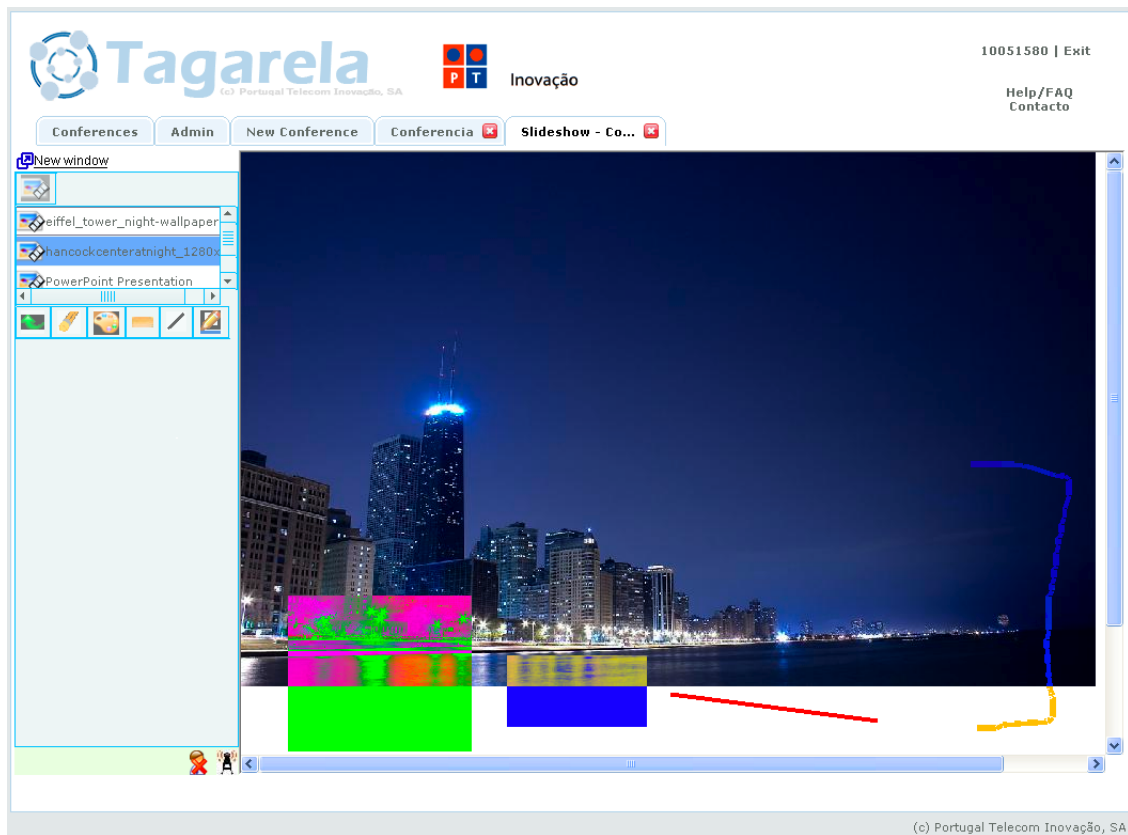 Tagarela
(c) Portugal Telecom Inovação, SA
P T
Inovação
10051580 | Exit
Help/FAQ
Contacto
Conferences
Admin
New Conference
Conferencia
Slideshow - Co...
New window
eiffel_tower_night-wallpaper
hancockcenteratnight_1280x
PowerPoint Presentation
(c) Portugal Telecom Inovação, SA